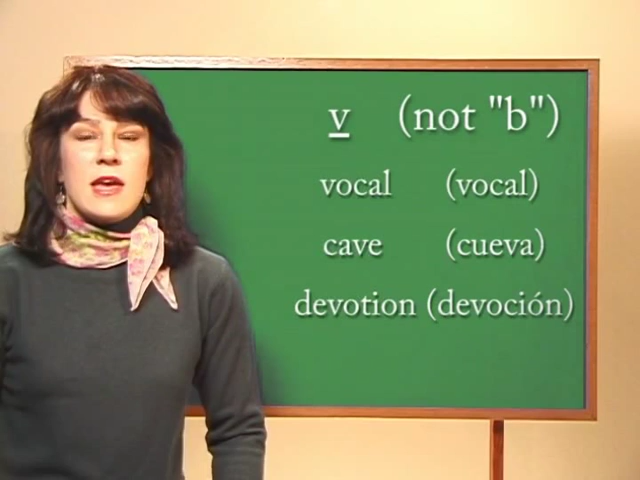 v (not "b")
vocal (vocal)
cave (cueva)
devotion (devoción)